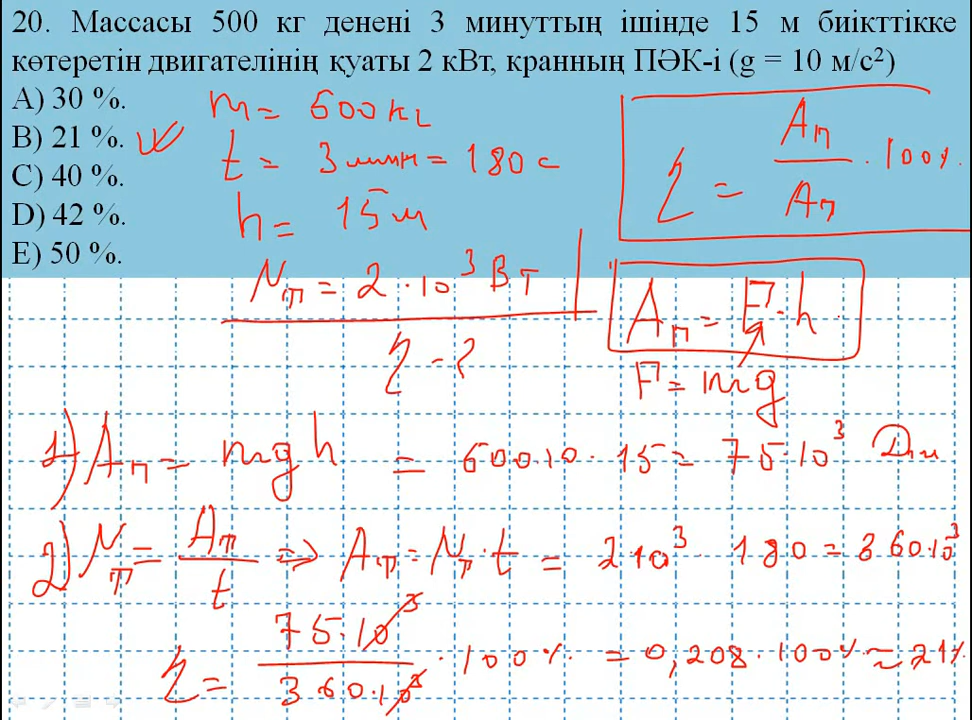 20. Массасы 500 кг денені 3 минуттың ішінде 15 м биікттікке
көтеретін двигателінің қуаты 2 кВт, кранның ПӘК-і (g = 10 м/с²)
A) 30 %.
B) 21 %.
C) 40 %.
D) 42 %.
E) 50 %.
m = 500 кг
t = 3 мин = 180 с
h = 15 м
Nт = 2·10³ Вт
η - ?
η = Aп / Aт · 100%
Aп = F·h
F = mg
1) Aп = mgh = 500·10·15 = 75·10³ Дж
2) Nт = Aт / t => Aт = Nт·t = 2·10³·180 = 360·10³
η = 75·10³ / 360·10³ · 100% = 0,208·100% ≈ 21%